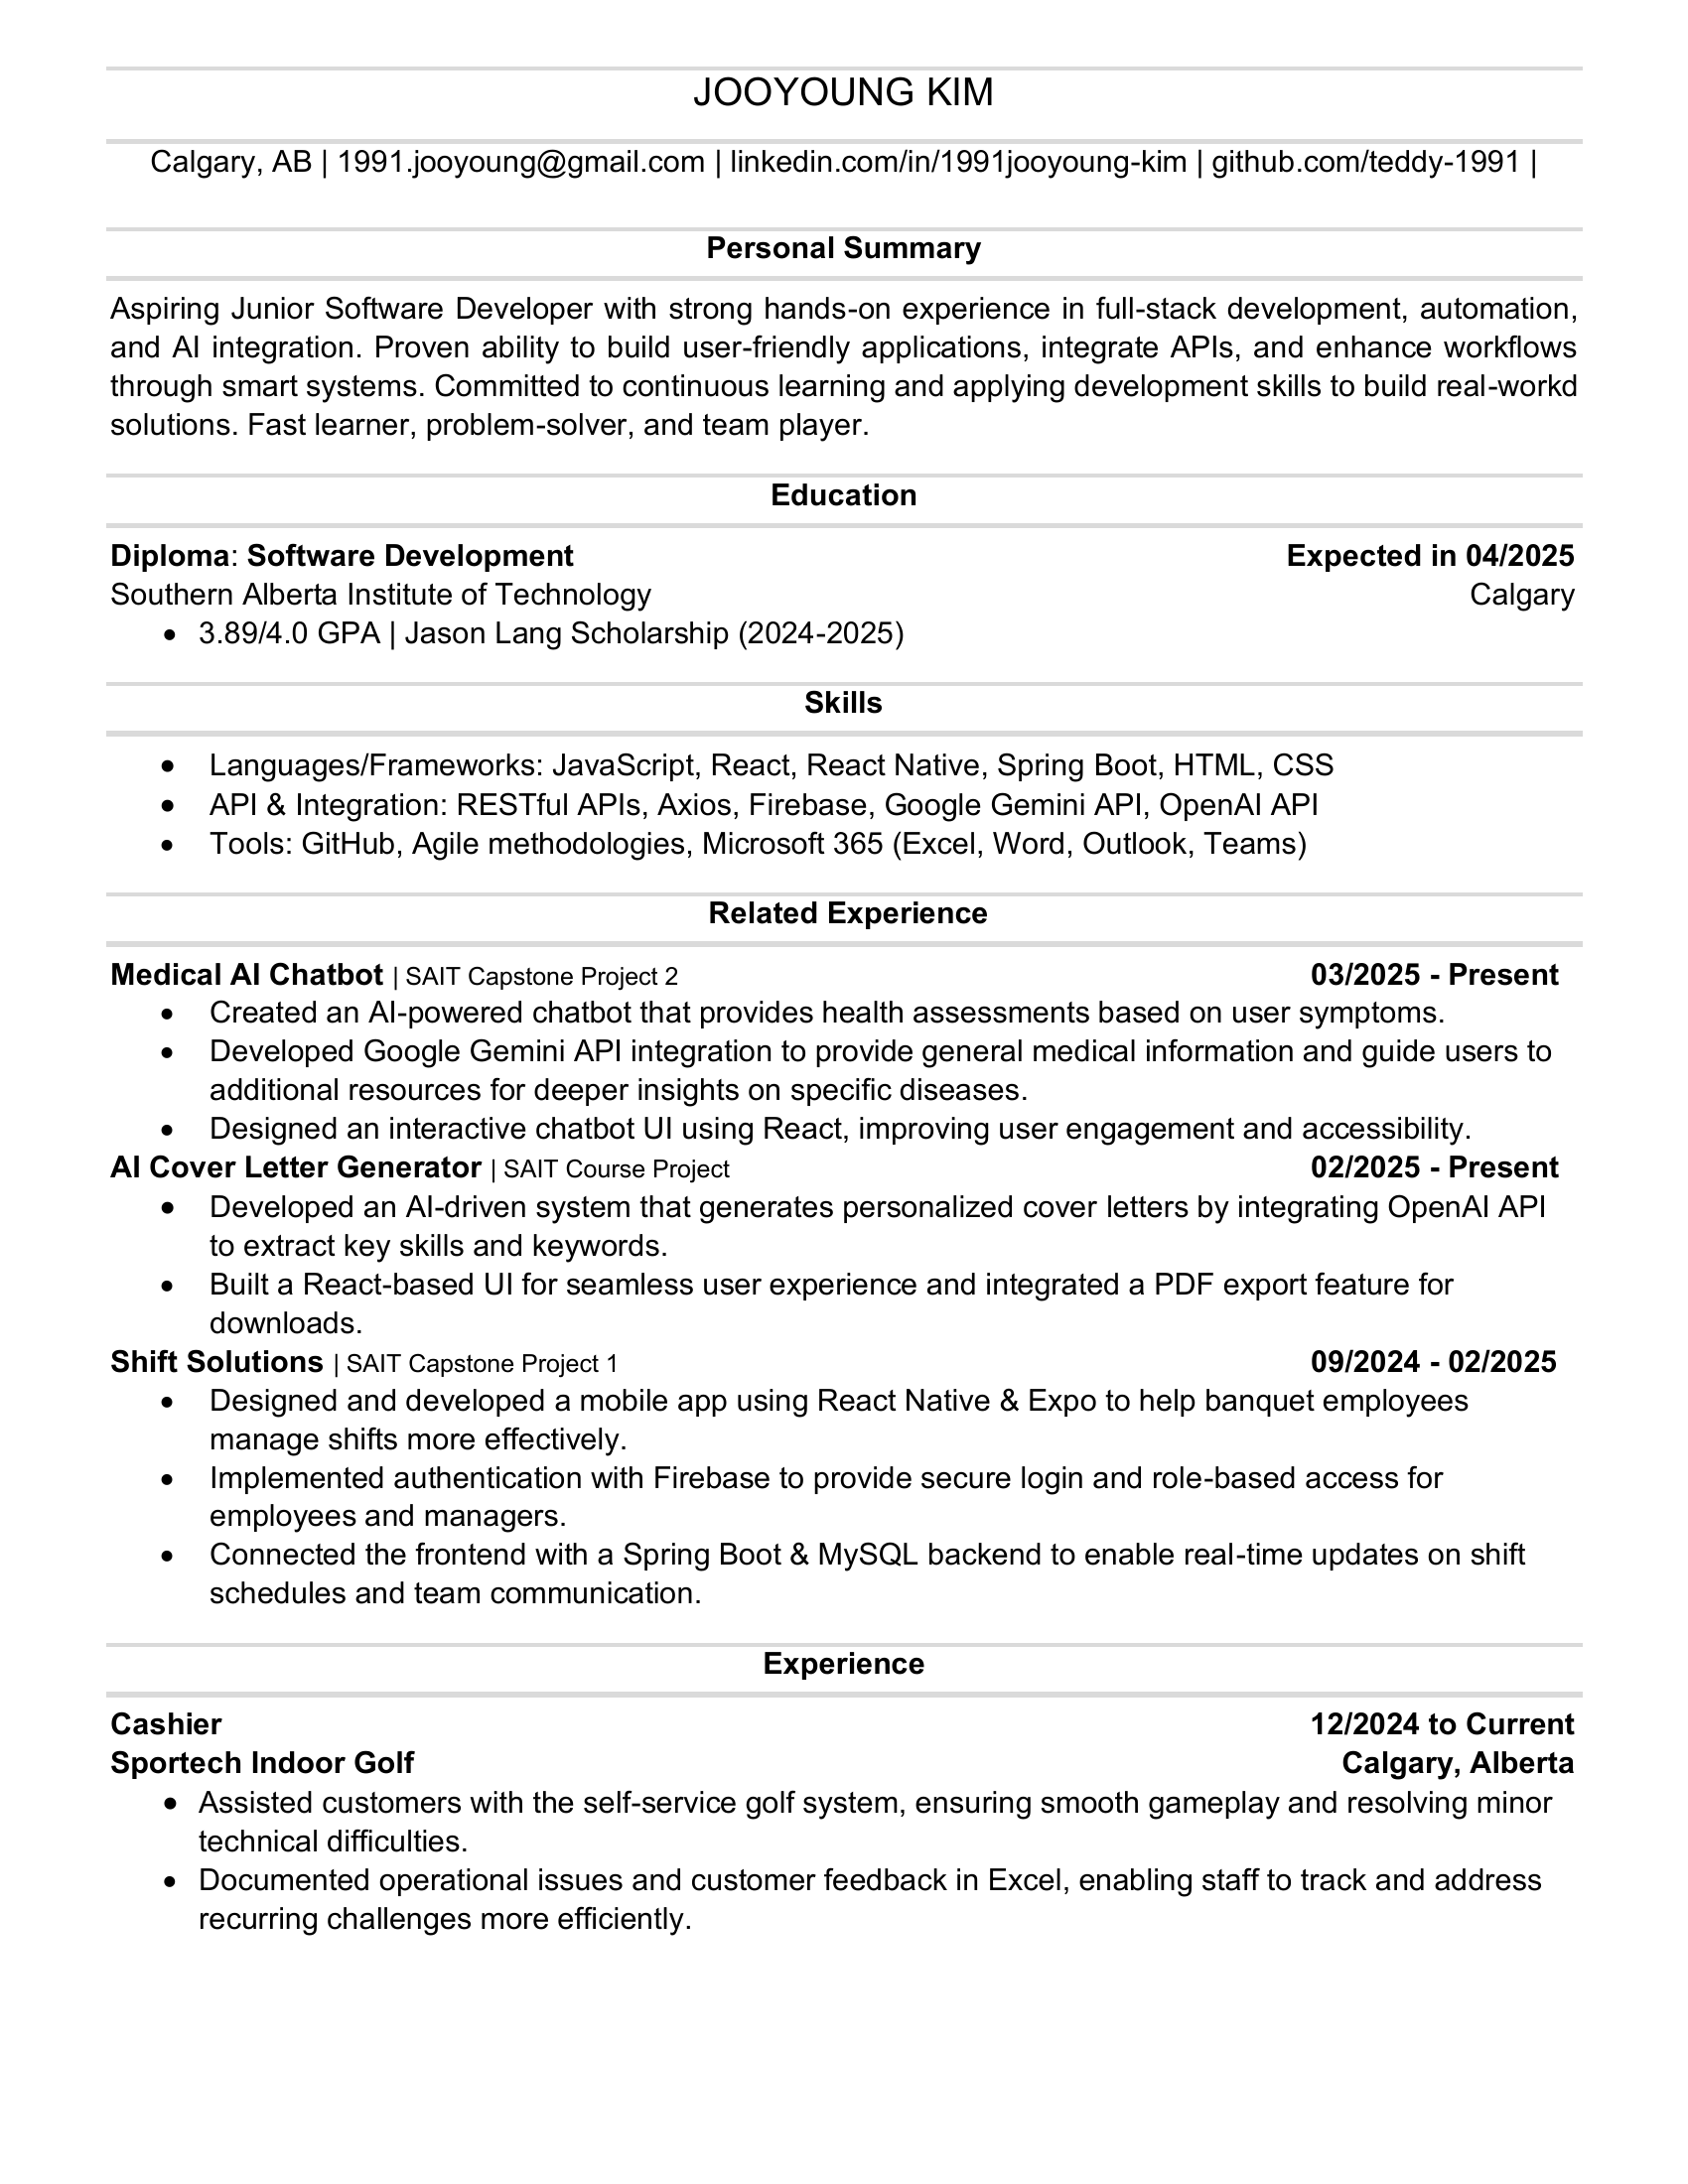 JOOYOUNG KIM
Calgary, AB | 1991.jooyoung@gmail.com | linkedin.com/in/1991jooyoung-kim | github.com/teddy-1991 |
Personal Summary
Aspiring Junior Software Developer with strong hands-on experience in full-stack development, automation,
and AI integration. Proven ability to build user-friendly applications, integrate APIs, and enhance workflows
through smart systems. Committed to continuous learning and applying development skills to build real-workd
solutions. Fast learner, problem-solver, and team player.
Education
Diploma: Software Development Expected in 04/2025
Southern Alberta Institute of Technology Calgary
• 3.89/4.0 GPA | Jason Lang Scholarship (2024-2025)
Skills
• Languages/Frameworks: JavaScript, React, React Native, Spring Boot, HTML, CSS
• API & Integration: RESTful APIs, Axios, Firebase, Google Gemini API, OpenAI API
• Tools: GitHub, Agile methodologies, Microsoft 365 (Excel, Word, Outlook, Teams)
Related Experience
Medical AI Chatbot | SAIT Capstone Project 2 03/2025 - Present
• Created an AI-powered chatbot that provides health assessments based on user symptoms.
• Developed Google Gemini API integration to provide general medical information and guide users to
additional resources for deeper insights on specific diseases.
• Designed an interactive chatbot UI using React, improving user engagement and accessibility.
AI Cover Letter Generator | SAIT Course Project 02/2025 - Present
• Developed an AI-driven system that generates personalized cover letters by integrating OpenAI API
to extract key skills and keywords.
• Built a React-based UI for seamless user experience and integrated a PDF export feature for
downloads.
Shift Solutions | SAIT Capstone Project 1 09/2024 - 02/2025
• Designed and developed a mobile app using React Native & Expo to help banquet employees
manage shifts more effectively.
• Implemented authentication with Firebase to provide secure login and role-based access for
employees and managers.
• Connected the frontend with a Spring Boot & MySQL backend to enable real-time updates on shift
schedules and team communication.
Experience
Cashier 12/2024 to Current
Sportech Indoor Golf Calgary, Alberta
• Assisted customers with the self-service golf system, ensuring smooth gameplay and resolving minor
technical difficulties.
• Documented operational issues and customer feedback in Excel, enabling staff to track and address
recurring challenges more efficiently.